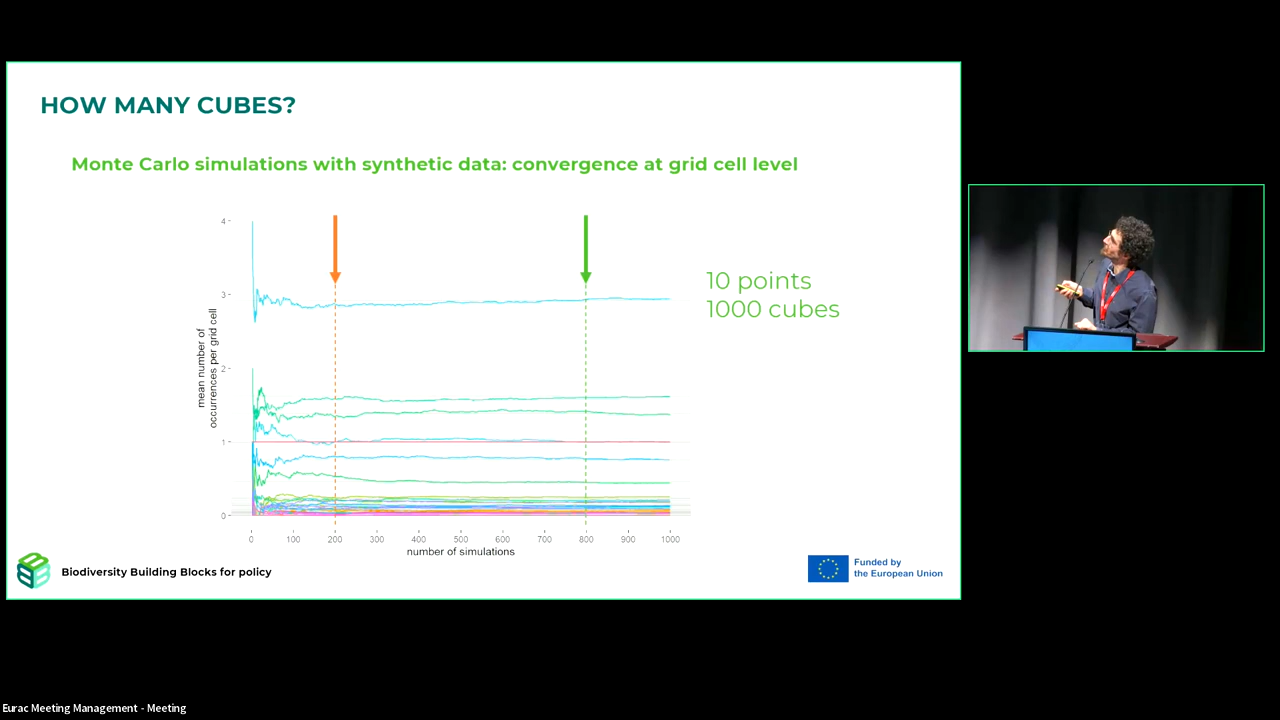 HOW MANY CUBES?
Monte Carlo simulations with synthetic data: convergence at grid cell level
4
3
2
1
0
mean number of
occurrences per grid cell
0 100 200 300 400 500 600 700 800 900 1000
number of simulations
10 points
1000 cubes
Biodiversity Building Blocks for policy
Funded by
the European Union
Eurac Meeting Management - Meeting